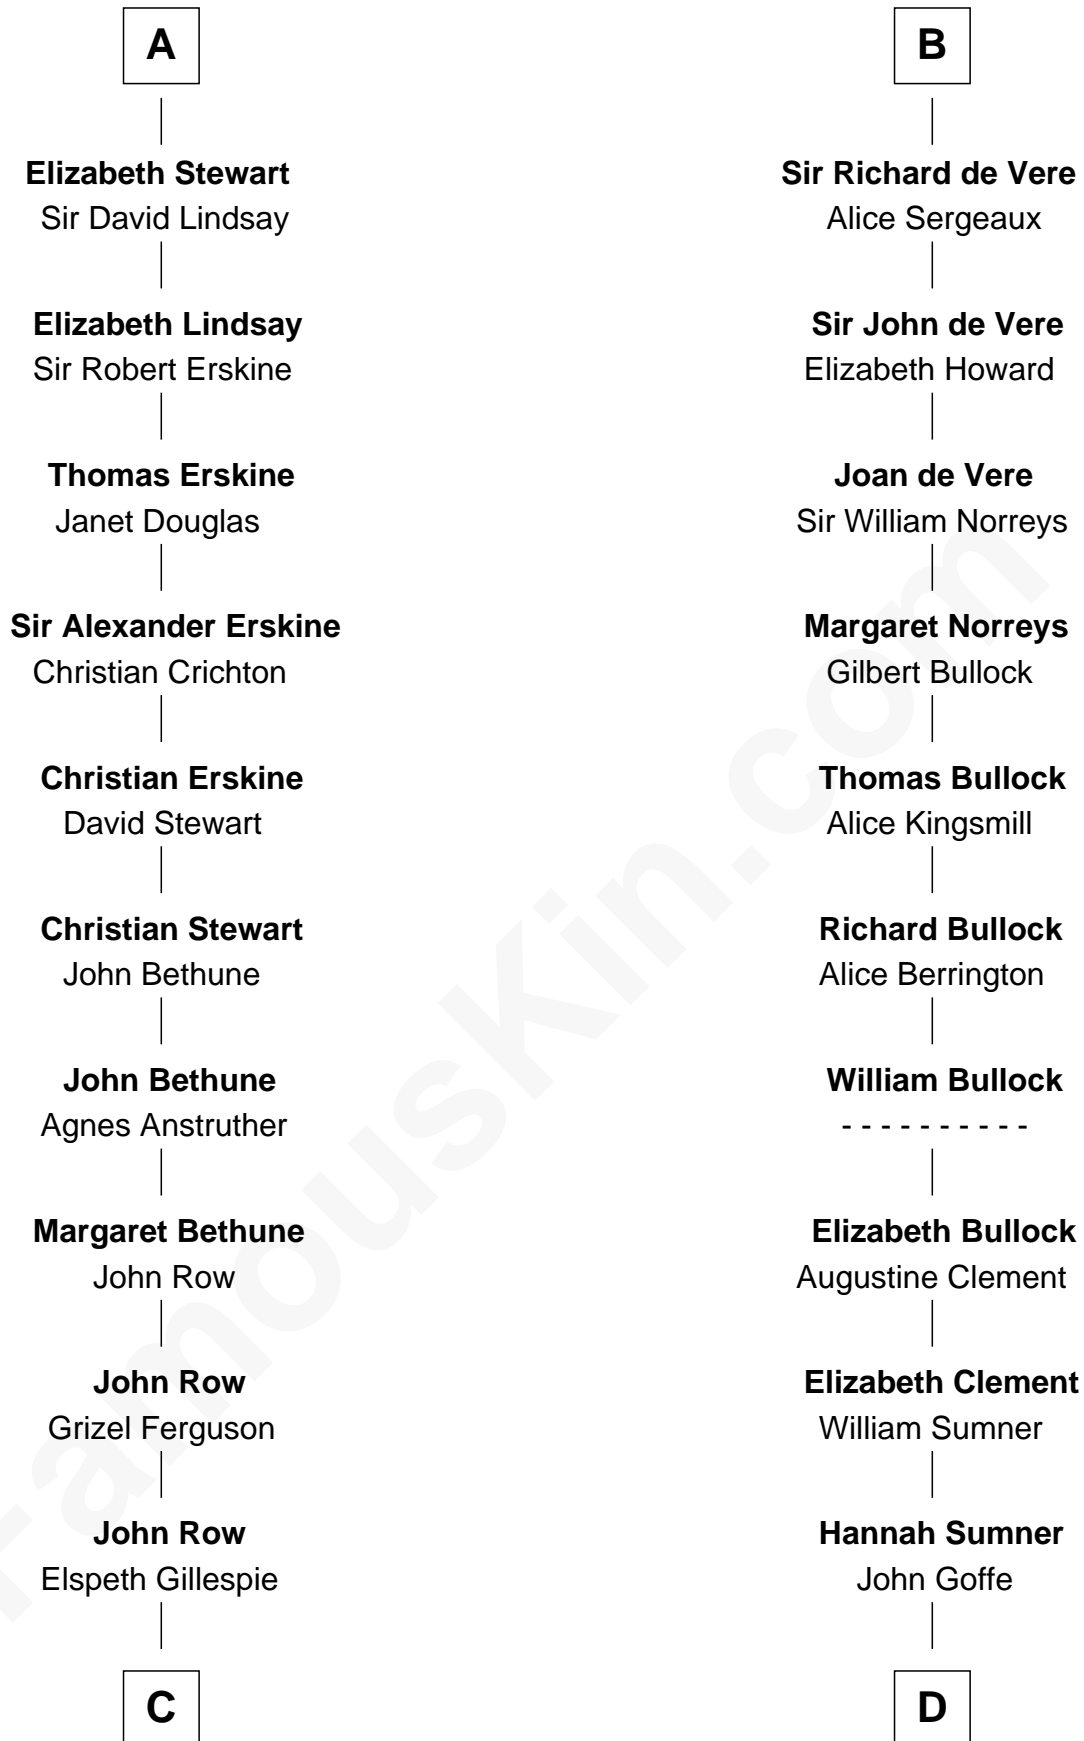 A
Elizabeth Stewart
Sir David Lindsay
Elizabeth Lindsay
Sir Robert Erskine
Thomas Erskine
Janet Douglas
Sir Alexander Erskine
Christian Crichton
Christian Erskine
David Stewart
Christian Stewart
John Bethune
John Bethune
Agnes Anstruther
Margaret Bethune
John Row
John Row
Grizel Ferguson
John Row
Elspeth Gillespie
C
B
Sir Richard de Vere
Alice Sergeaux
Sir John de Vere
Elizabeth Howard
Joan de Vere
Sir William Norreys
Margaret Norreys
Gilbert Bullock
Thomas Bullock
Alice Kingsmill
Richard Bullock
Alice Berrington
William Bullock
- - - - - - - - - -
Elizabeth Bullock
Augustine Clement
Elizabeth Clement
William Sumner
Hannah Sumner
John Goffe
D
FamousKin.com